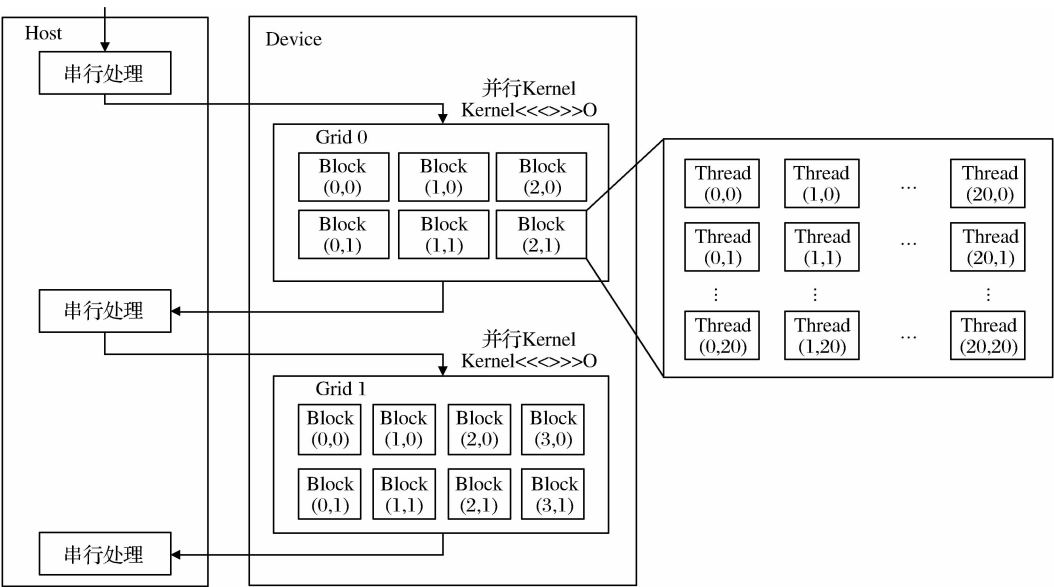 Host
串行处理
Device
并行Kernel
Kernel<<<>>>O
Grid 0
Block
(0,0)
Block
(1,0)
Block
(2,0)
Block
(0,1)
Block
(1,1)
Block
(2,1)
Thread
(0,0)
Thread
(1,0)
...
Thread
(20,0)
Thread
(0,1)
Thread
(1,1)
...
Thread
(20,1)
⋮
⋮
⋮
Thread
(0,20)
Thread
(1,20)
...
Thread
(20,20)
串行处理
并行Kernel
Kernel<<<>>>O
Grid 1
Block
(0,0)
Block
(1,0)
Block
(2,0)
Block
(3,0)
Block
(0,1)
Block
(1,1)
Block
(2,1)
Block
(3,1)
串行处理